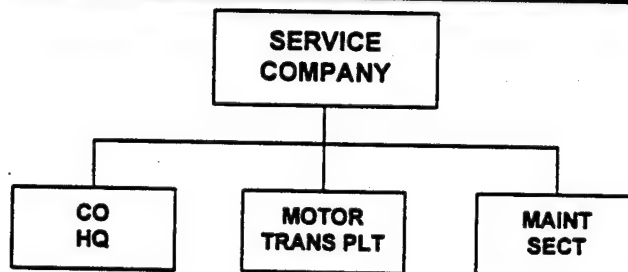 SERVICE
COMPANY
CO
HQ
MOTOR
TRANS PLT
MAINT
SECT